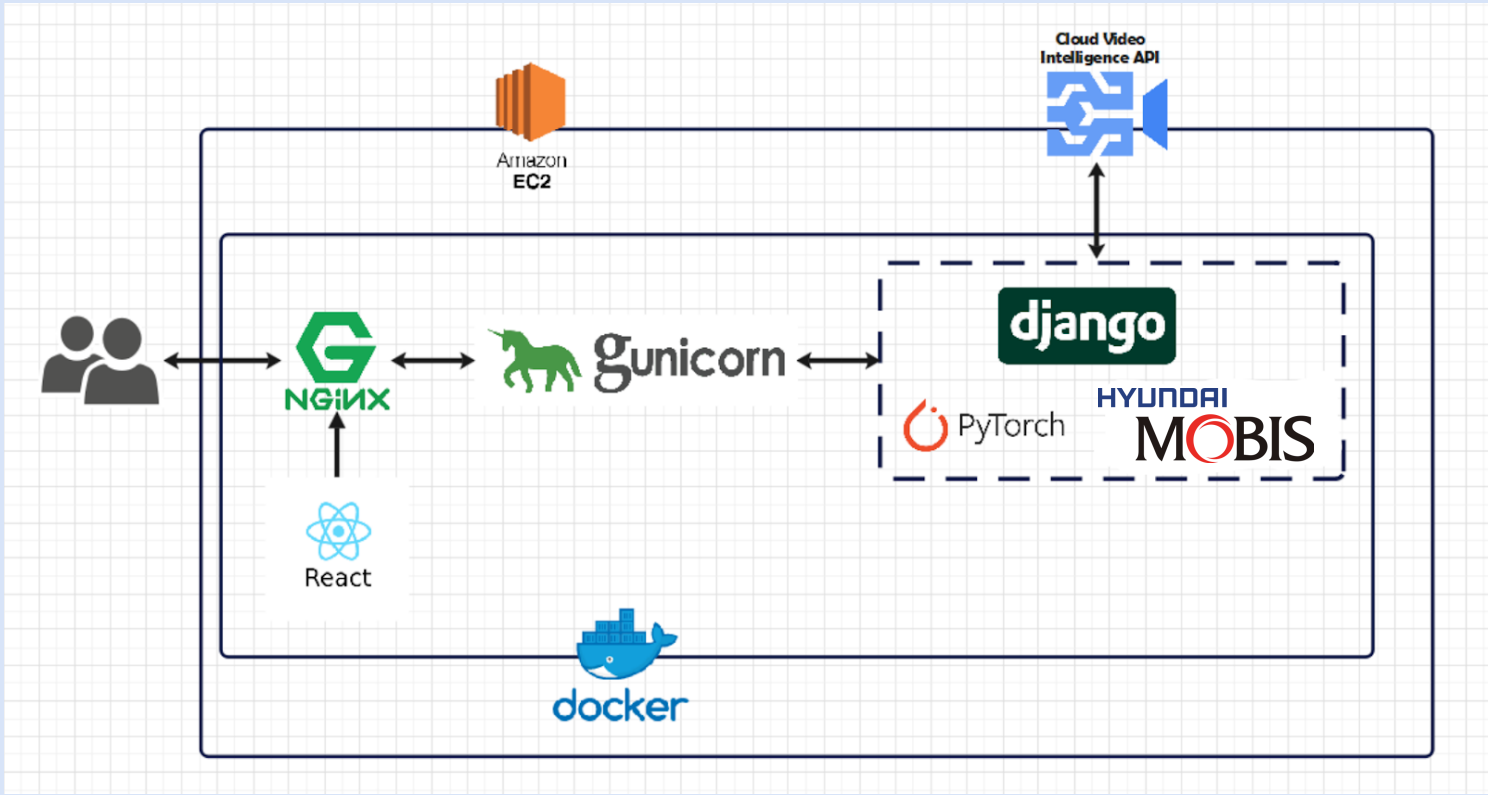 Cloud Video
Intelligence API
Amazon
EC2
django
NGiNX
gunicorn
HYUNDAI
PyTorch
MOBIS
React
docker